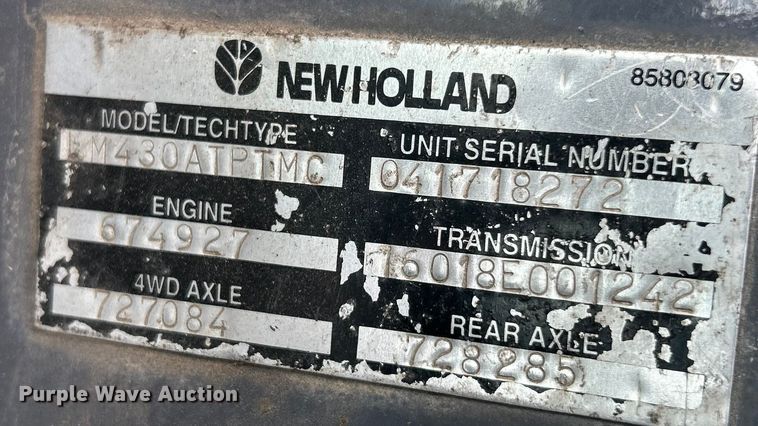 NEW HOLLAND
85803079
MODEL/TECHTYPE
LM430ATPTMC
UNIT SERIAL NUMBER
041718272
ENGINE
674927
TRANSMISSION
16018E001242
4WD AXLE
727084
REAR AXLE
728285
Purple Wave Auction